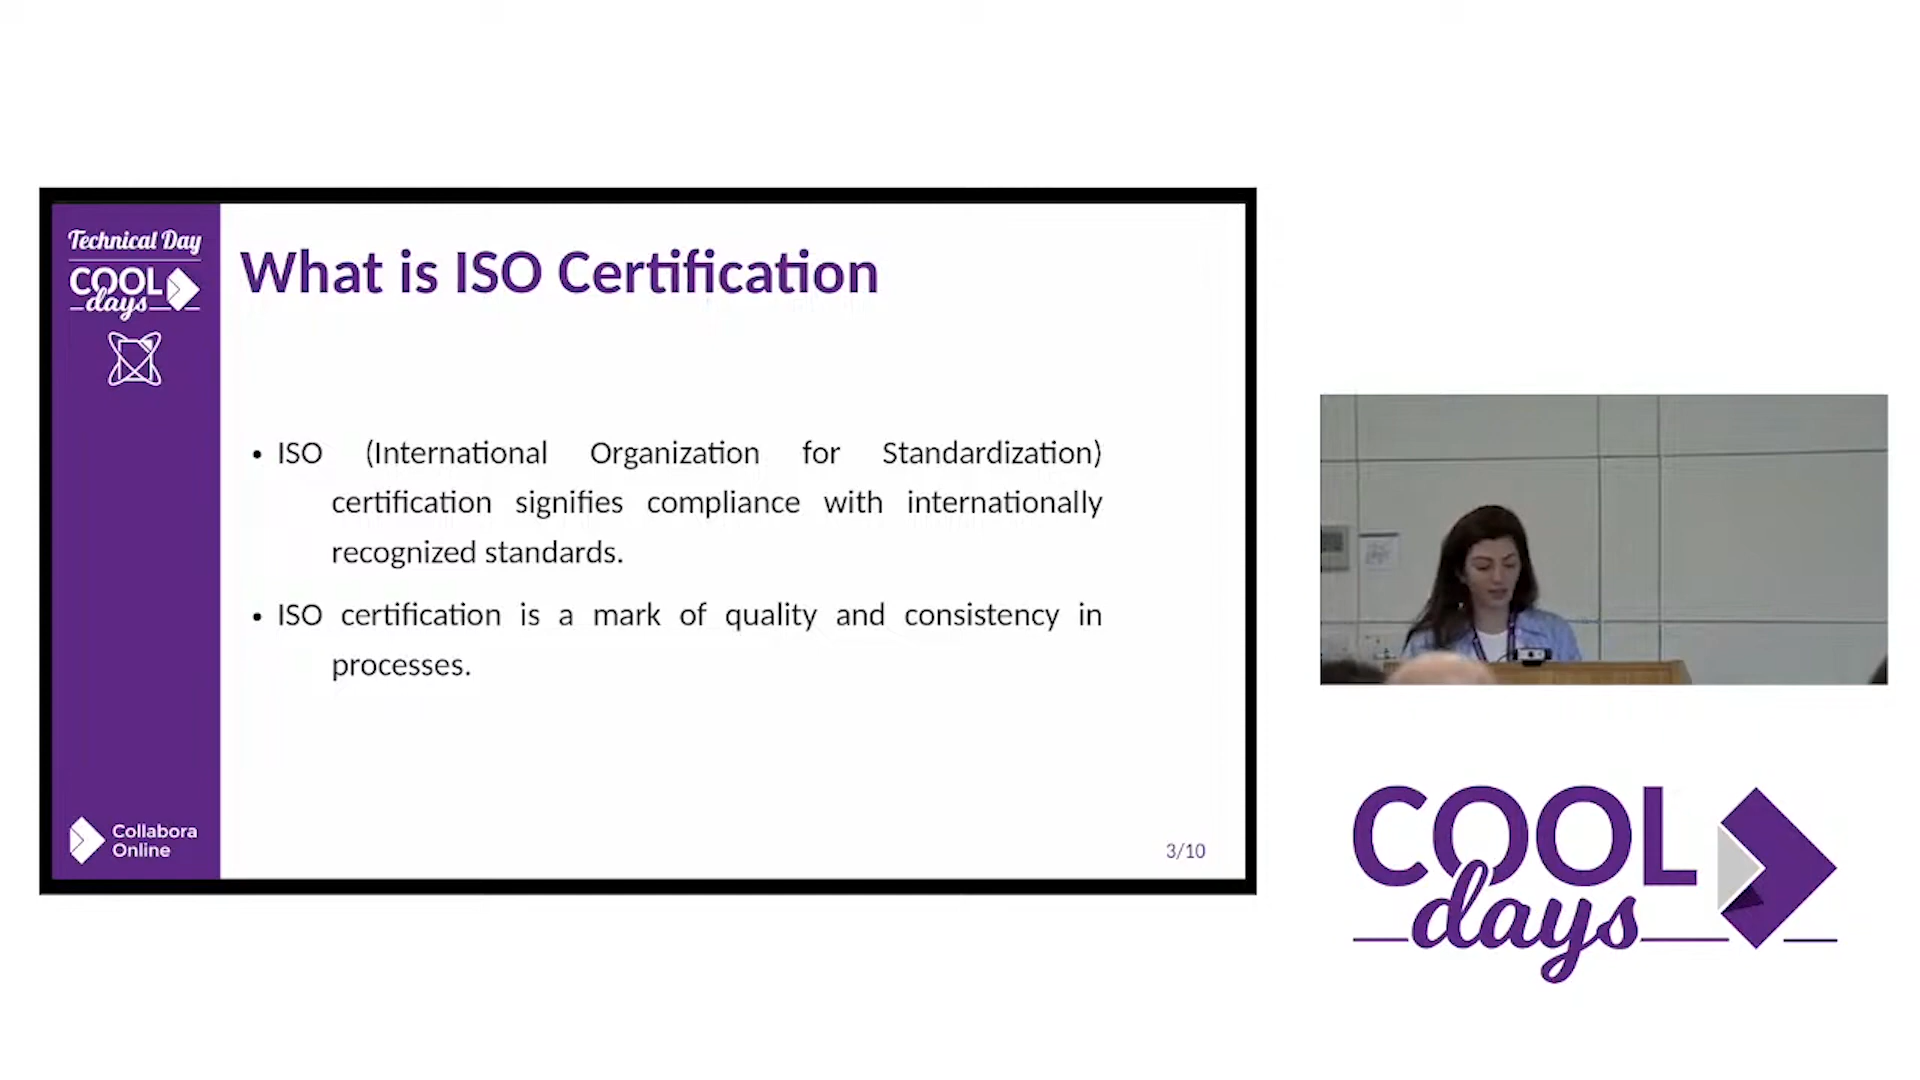 Technical Day
COOL
days
What is ISO Certification
• ISO (International Organization for Standardization)
certification signifies compliance with internationally
recognized standards.
• ISO certification is a mark of quality and consistency in
processes.
Collabora
Online
3/10
COOL
days